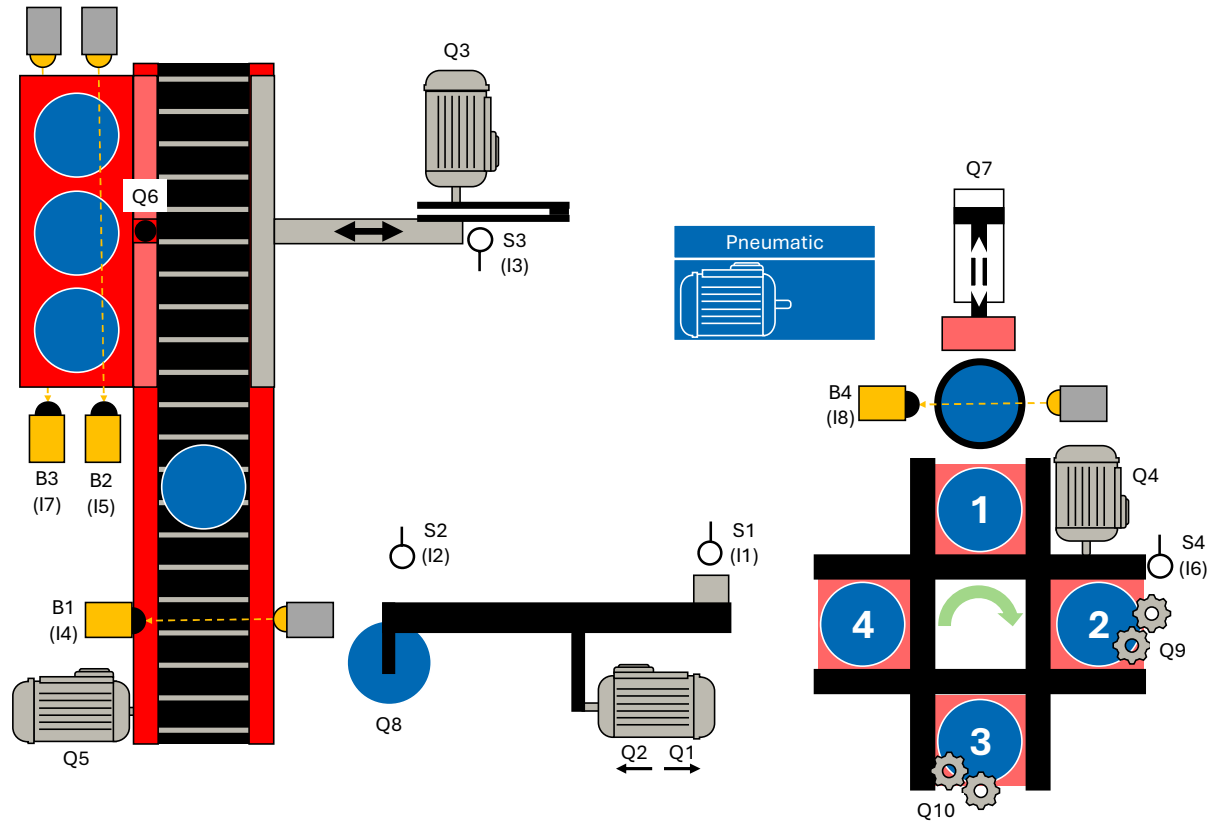 Q3
Q7
Q6
S3
(I3)
Pneumatic
B4
(I8)
B3
(I7)
B2
(I5)
Q4
1
S2
(I2)
S1
(I1)
S4
(I6)
B1
(I4)
4
2
Q9
Q5
Q8
Q2
Q1
3
Q10